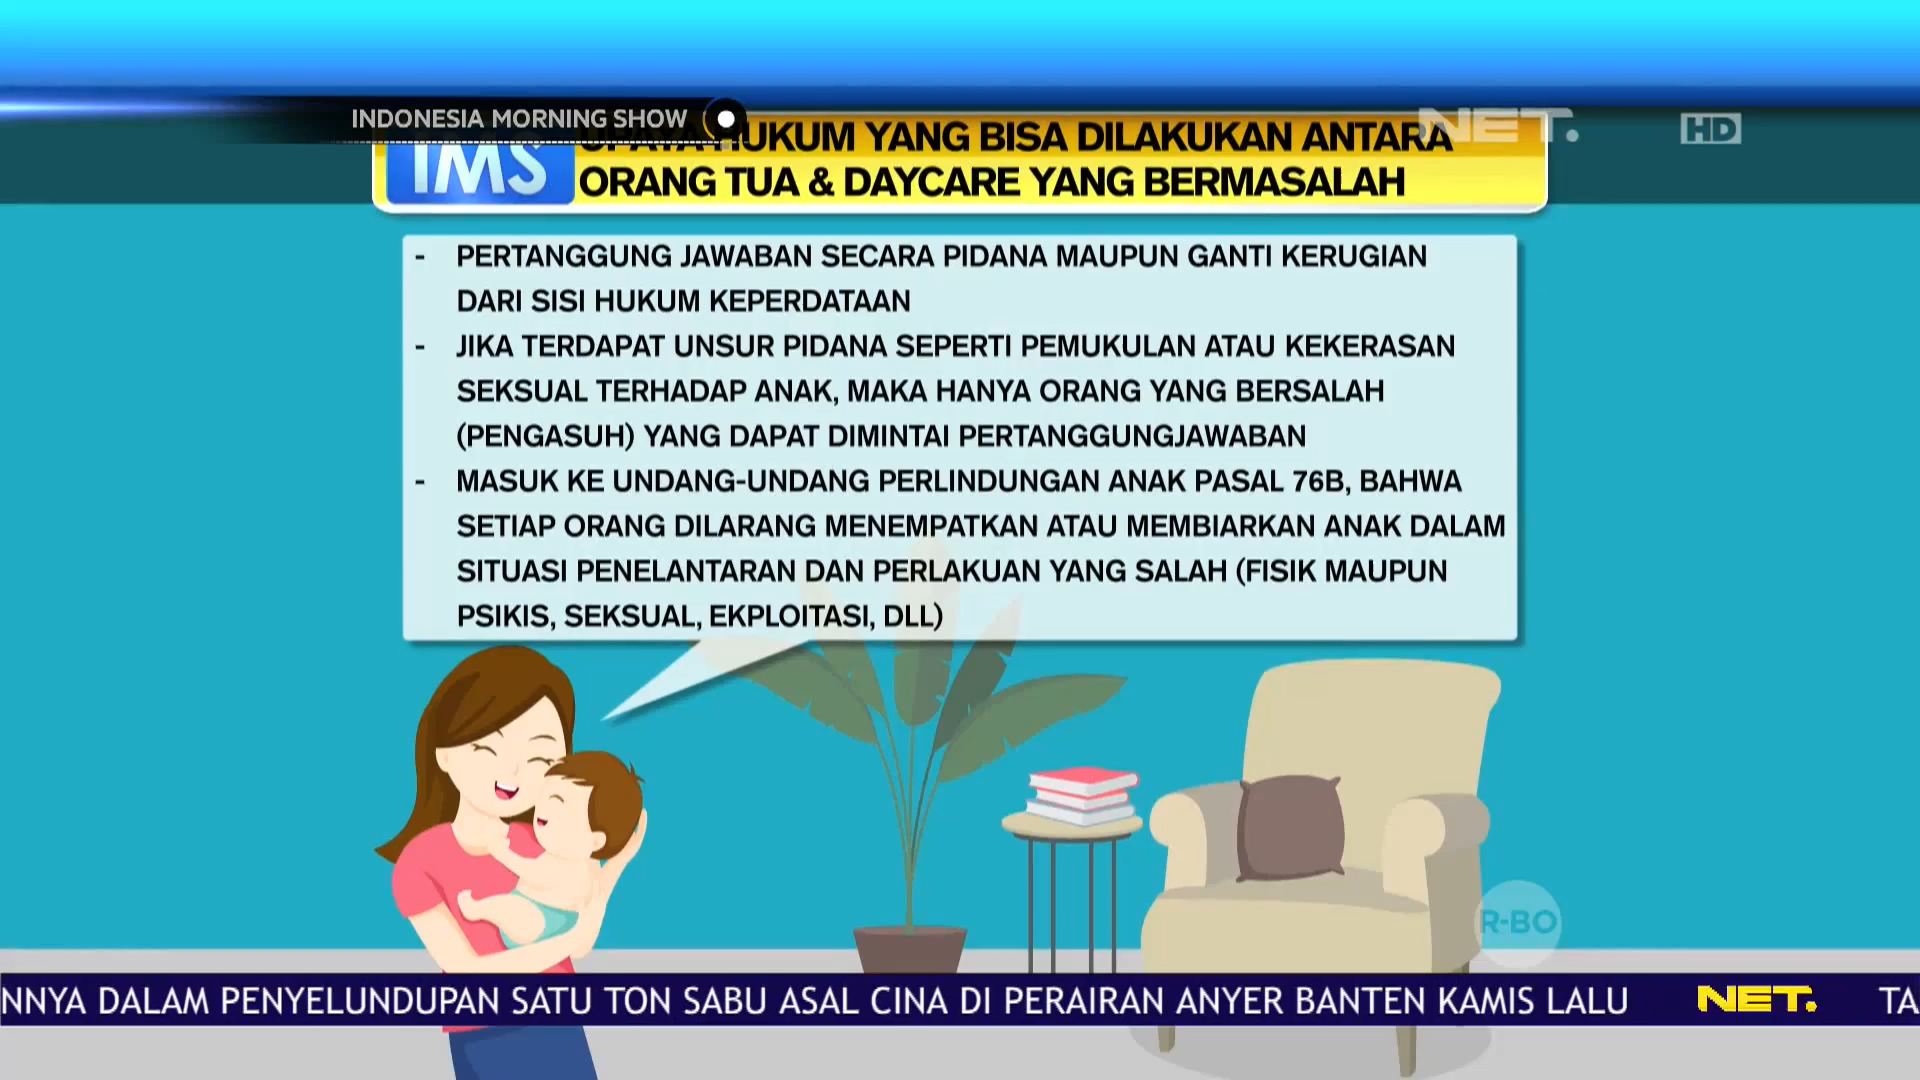 INDONESIA MORNING SHOW
NET.
HD
IMS
UPAYA HUKUM YANG BISA DILAKUKAN ANTARA
ORANG TUA & DAYCARE YANG BERMASALAH
- PERTANGGUNG JAWABAN SECARA PIDANA MAUPUN GANTI KERUGIAN
DARI SISI HUKUM KEPERDATAAN
- JIKA TERDAPAT UNSUR PIDANA SEPERTI PEMUKULAN ATAU KEKERASAN
SEKSUAL TERHADAP ANAK, MAKA HANYA ORANG YANG BERSALAH
(PENGASUH) YANG DAPAT DIMINTAI PERTANGGUNGJAWABAN
- MASUK KE UNDANG-UNDANG PERLINDUNGAN ANAK PASAL 76B, BAHWA
SETIAP ORANG DILARANG MENEMPATKAN ATAU MEMBIARKAN ANAK DALAM
SITUASI PENELANTARAN DAN PERLAKUAN YANG SALAH (FISIK MAUPUN
PSIKIS, SEKSUAL, EKPLOITASI, DLL)
R-BO
NNYA DALAM PENYELUNDUPAN SATU TON SABU ASAL CINA DI PERAIRAN ANYER BANTEN KAMIS LALU NET. TA